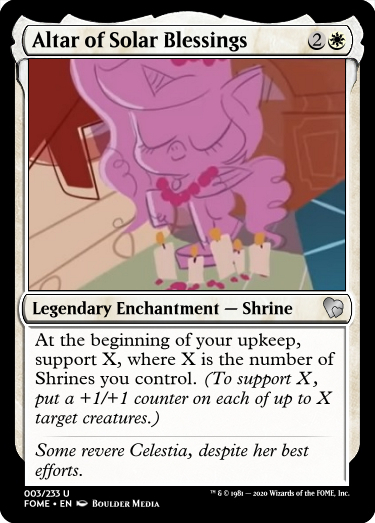 Altar of Solar Blessings 2
Legendary Enchantment — Shrine
At the beginning of your upkeep,
support X, where X is the number of
Shrines you control. (To support X,
put a +1/+1 counter on each of up to X
target creatures.)
Some revere Celestia, despite her best
efforts.
003/233 U
FOME • EN Boulder Media
™ & © 1981 — 2020 Wizards of the FOME, Inc.